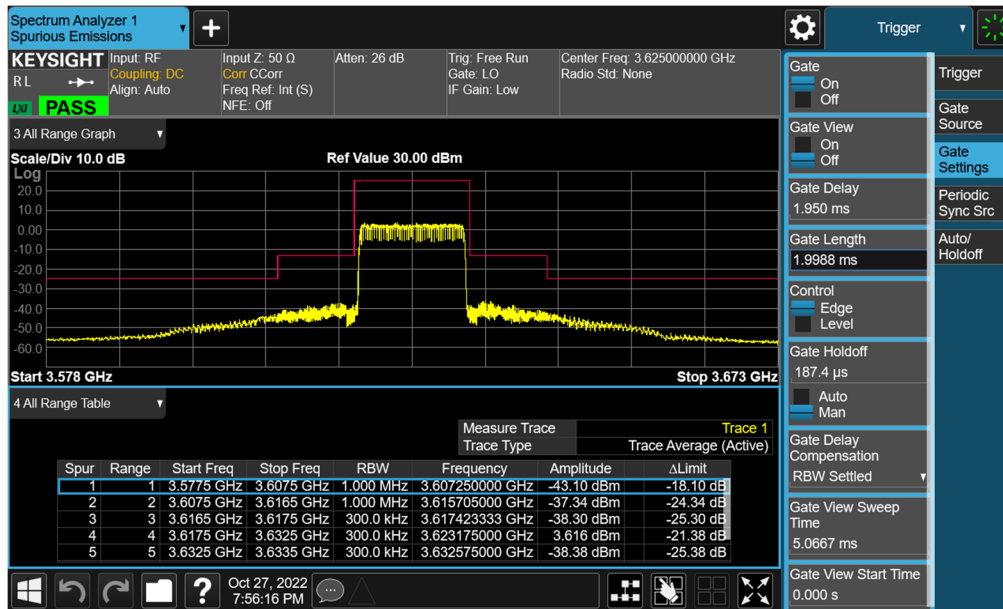 Spectrum Analyzer 1
Spurious Emissions
+
Trigger
KEYSIGHT
R L
LXI PASS
Input: RF
Coupling: DC
Align: Auto
Input Z: 50 Ω
Corr CCorr
Freq Ref: Int (S)
NFE: Off
Atten: 26 dB
Trig: Free Run
Gate: LO
IF Gain: Low
Center Freq: 3.625000000 GHz
Radio Std: None
3 All Range Graph
Scale/Div 10.0 dB Ref Value 30.00 dBm
Log
20.0
10.0
0.00
-10.0
-20.0
-30.0
-40.0
-50.0
-60.0
Start 3.578 GHz Stop 3.673 GHz
4 All Range Table
Measure Trace Trace 1
Trace Type Trace Average (Active)
Spur Range Start Freq Stop Freq RBW Frequency Amplitude ΔLimit
1 1 3.5775 GHz 3.6075 GHz 1.000 MHz 3.607250000 GHz -43.10 dBm -18.10 dB
2 2 3.6075 GHz 3.6165 GHz 1.000 MHz 3.615705000 GHz -37.34 dBm -24.34 dB
3 3 3.6165 GHz 3.6175 GHz 300.0 kHz 3.617423333 GHz -38.30 dBm -25.30 dB
4 4 3.6175 GHz 3.6325 GHz 300.0 kHz 3.623175000 GHz 3.616 dBm -21.38 dB
5 5 3.6325 GHz 3.6335 GHz 300.0 kHz 3.632575000 GHz -38.38 dBm -25.38 dB
?
Oct 27, 2022
7:56:16 PM
Gate
On
Off
Gate View
On
Off
Gate Delay
1.950 ms
Gate Length
1.9988 ms
Control
Edge
Level
Gate Holdoff
187.4 µs
Auto
Man
Gate Delay
Compensation
RBW Settled
Gate View Sweep
Time
5.0667 ms
Gate View Start Time
0.000 s
Trigger
Gate
Source
Gate
Settings
Periodic
Sync Src
Auto/
Holdoff